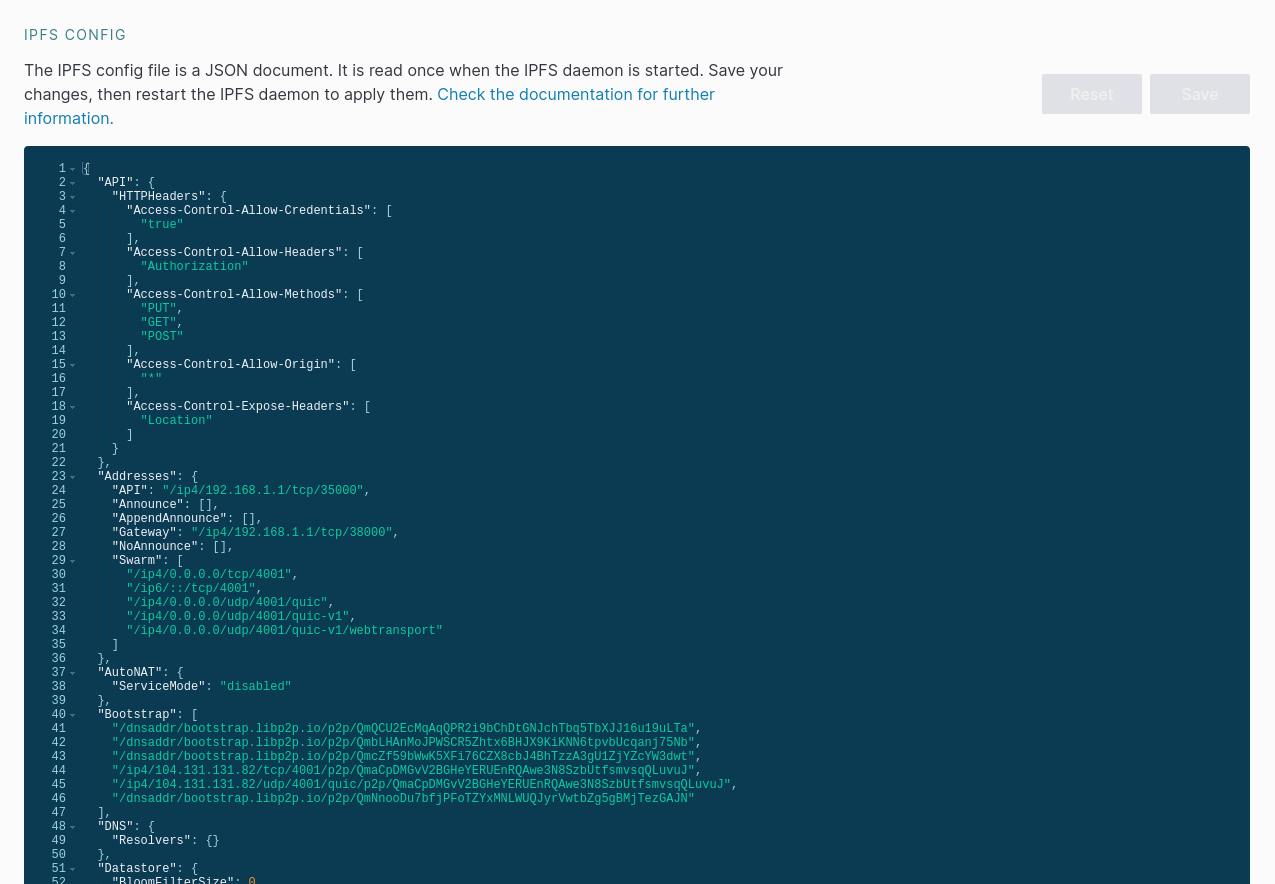 IPFS CONFIG
The IPFS config file is a JSON document. It is read once when the IPFS daemon is started. Save your
changes, then restart the IPFS daemon to apply them. Check the documentation for further
information.
Reset Save
1 {
2 "API": {
3 "HTTPHeaders": {
4 "Access-Control-Allow-Credentials": [
5 "true"
6 ],
7 "Access-Control-Allow-Headers": [
8 "Authorization"
9 ],
10 "Access-Control-Allow-Methods": [
11 "PUT",
12 "GET",
13 "POST"
14 ],
15 "Access-Control-Allow-Origin": [
16 "*"
17 ],
18 "Access-Control-Expose-Headers": [
19 "Location"
20 ]
21 }
22 },
23 "Addresses": {
24 "API": "/ip4/192.168.1.1/tcp/35000",
25 "Announce": [],
26 "AppendAnnounce": [],
27 "Gateway": "/ip4/192.168.1.1/tcp/38000",
28 "NoAnnounce": [],
29 "Swarm": [
30 "/ip4/0.0.0.0/tcp/4001",
31 "/ip6/::/tcp/4001",
32 "/ip4/0.0.0.0/udp/4001/quic",
33 "/ip4/0.0.0.0/udp/4001/quic-v1",
34 "/ip4/0.0.0.0/udp/4001/quic-v1/webtransport"
35 ]
36 },
37 "AutoNAT": {
38 "ServiceMode": "disabled"
39 },
40 "Bootstrap": [
41 "/dnsaddr/bootstrap.libp2p.io/p2p/QmQCU2EcMqAqQPR2i9bChDtGNJchTbq5TbXJJ16u19uLTa",
42 "/dnsaddr/bootstrap.libp2p.io/p2p/QmbLHAnMoJPWSCR5Zhtx6BHJX9KiKNN6tpvbUcqanj75Nb",
43 "/dnsaddr/bootstrap.libp2p.io/p2p/QmcZf59bWwK5XFi76CZX8cbJ4BhTzzA3gU1ZjYZcYW3dwt",
44 "/ip4/104.131.131.82/tcp/4001/p2p/QmaCpDMGvV2BGHeYERUEnRQAwe3N8SzbUtfsmvsqQLuvuJ",
45 "/ip4/104.131.131.82/udp/4001/quic/p2p/QmaCpDMGvV2BGHeYERUEnRQAwe3N8SzbUtfsmvsqQLuvuJ",
46 "/dnsaddr/bootstrap.libp2p.io/p2p/QmNnooDu7bfjPFoTZYxMNLWUQJyrVwtbZg5gBMjTezGAJN"
47 ],
48 "DNS": {
49 "Resolvers": {}
50 },
51 "Datastore": {
52 "BloomFilterSize": 0